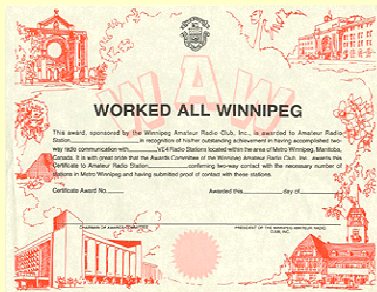 WAW
WORKED ALL WINNIPEG
This award, sponsored by the Winnipeg Amateur Radio Club, Inc., is awarded to Amateur Radio
Station in recognition of his/her outstanding achievement in having accomplished two-
way radio communication with VE4 Radio Stations located within the area of Metro Winnipeg, Manitoba,
Canada. It is with great pride that the Awards Committee of the Winnipeg Amateur Radio Club, Inc. awards this
Certificate to Amateur Radio Station confirming two-way contact with the necessary number of
stations in Metro Winnipeg and having submitted proof of contact with these stations.
Certificate Award No. Awarded this day of
CHAIRMAN OF AWARDS COMMITTEE PRESIDENT OF THE WINNIPEG AMATEUR RADIO
CLUB, INC.